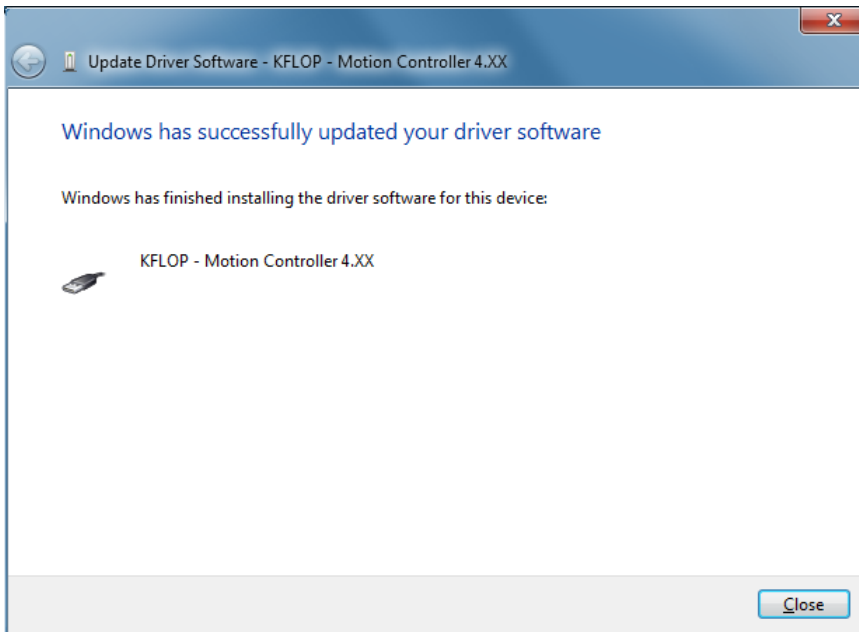 Update Driver Software - KFLOP - Motion Controller 4.XX
Windows has successfully updated your driver software
Windows has finished installing the driver software for this device:
KFLOP - Motion Controller 4.XX
Close